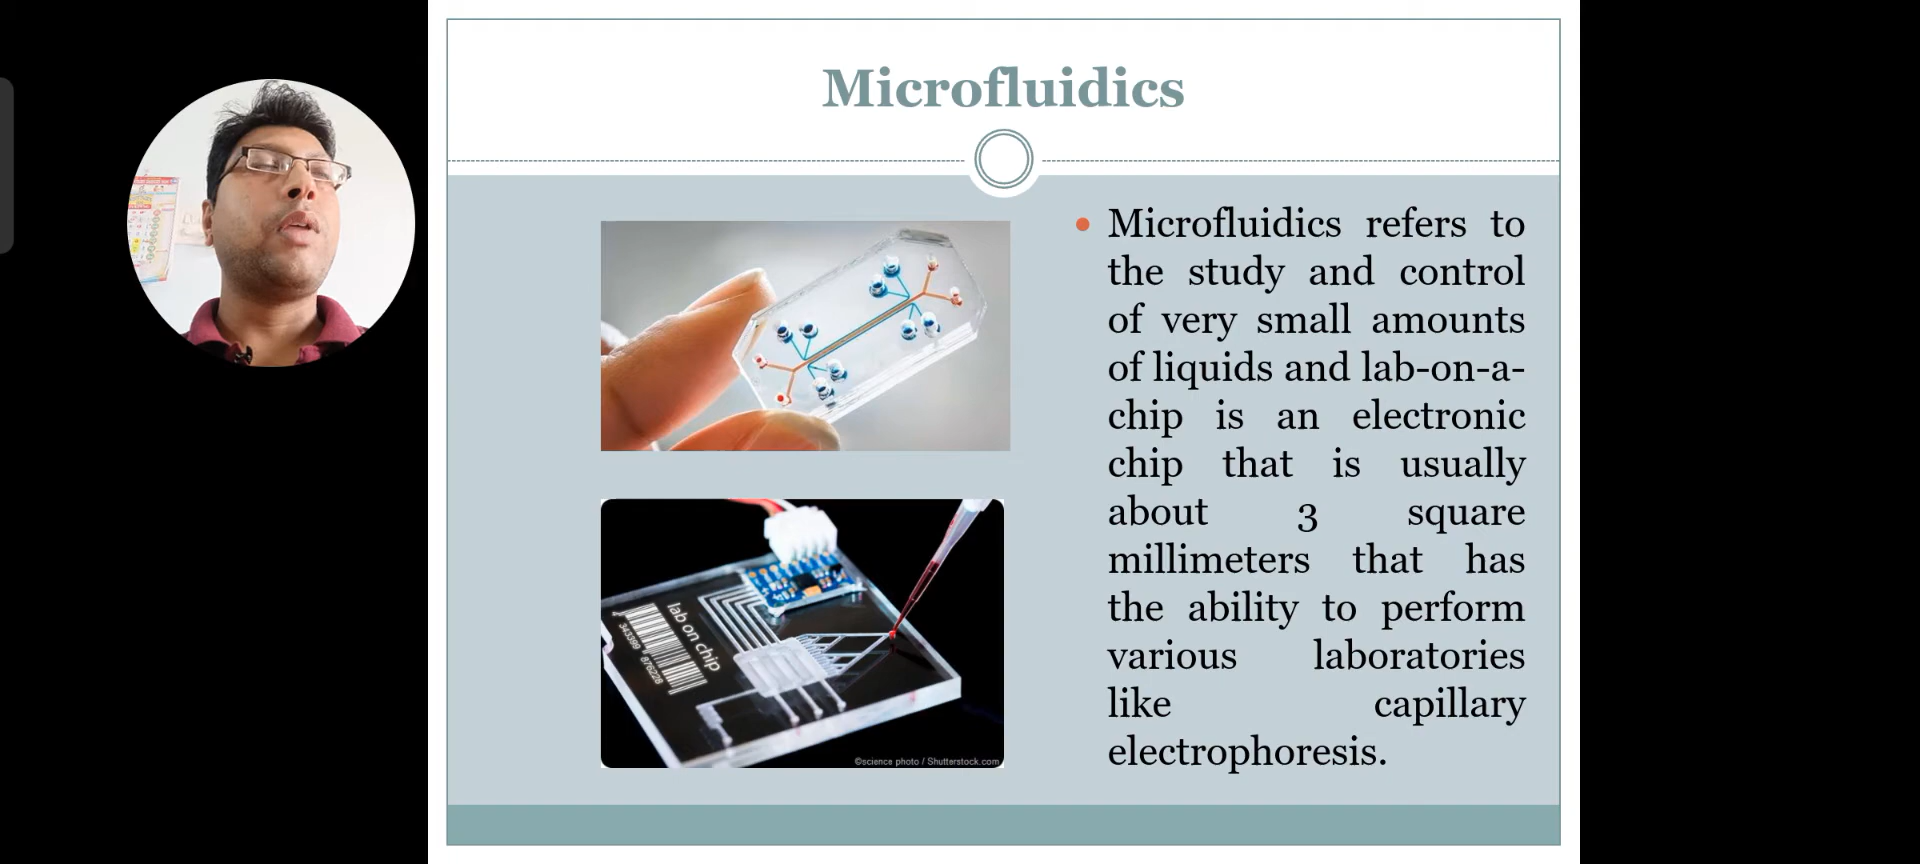 Microfluidics
Microfluidics refers to
the study and control
of very small amounts
of liquids and lab-on-a-
chip is an electronic
chip that is usually
about 3 square
millimeters that has
the ability to perform
various laboratories
like capillary
electrophoresis.
lab on chip
343399 876228
©science photo / Shutterstock.com